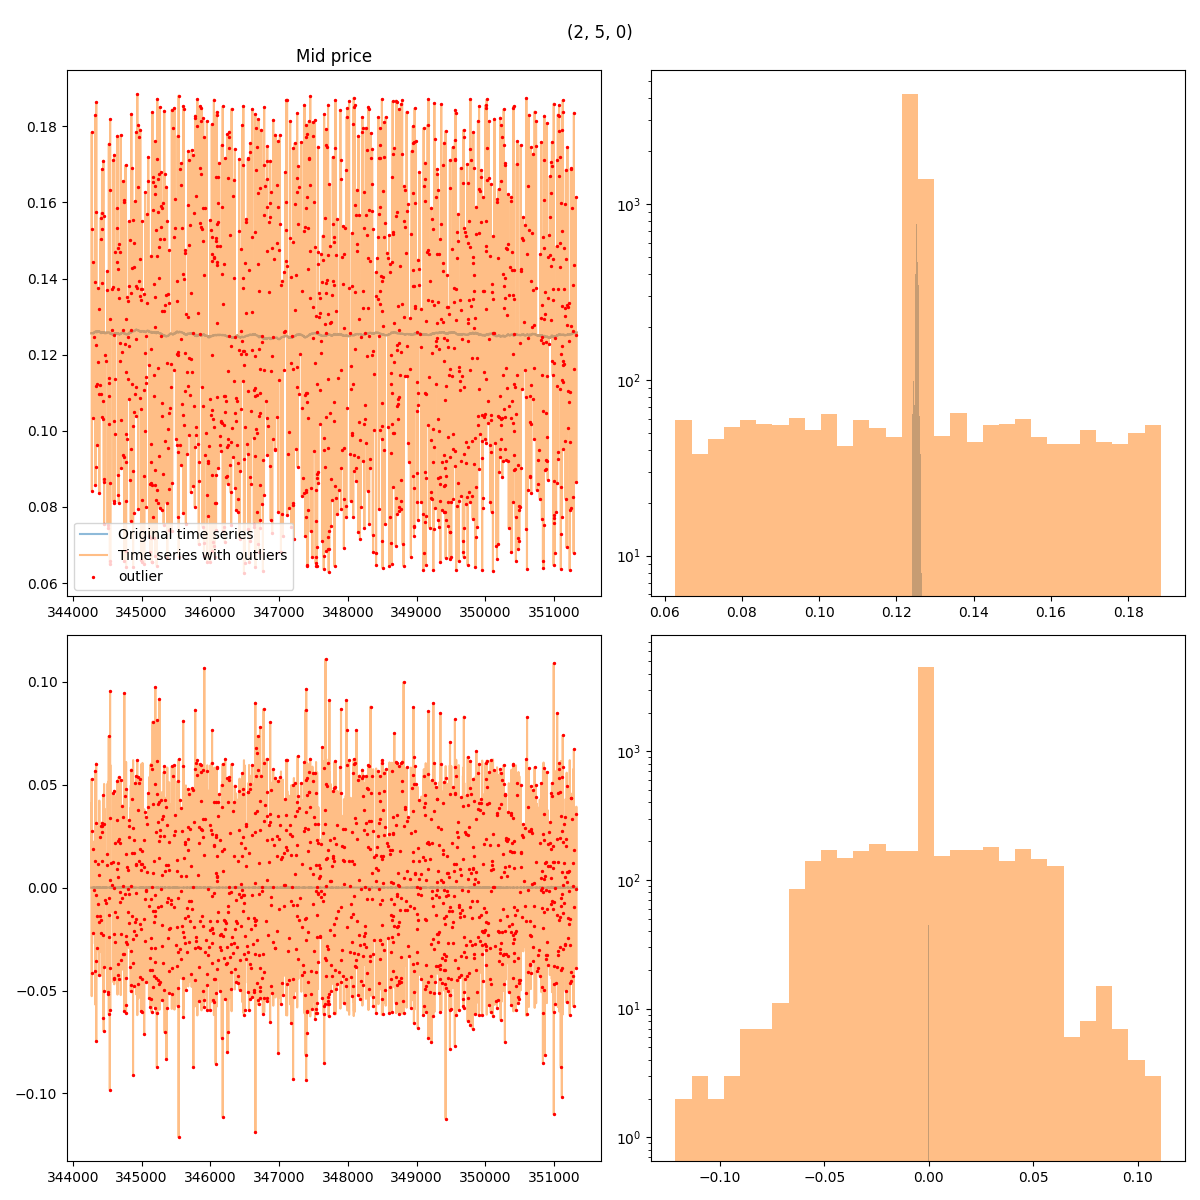 (2, 5, 0)
Mid price
0.18
0.16
0.14
0.12
0.10
0.08
0.06
Original time series
Time series with outliers
outlier
344000 345000 346000 347000 348000 349000 350000 351000
10³
10²
10¹
0.06 0.08 0.10 0.12 0.14 0.16 0.18
0.10
0.05
0.00
−0.05
−0.10
344000 345000 346000 347000 348000 349000 350000 351000
10³
10²
10¹
10⁰
−0.10 −0.05 0.00 0.05 0.10